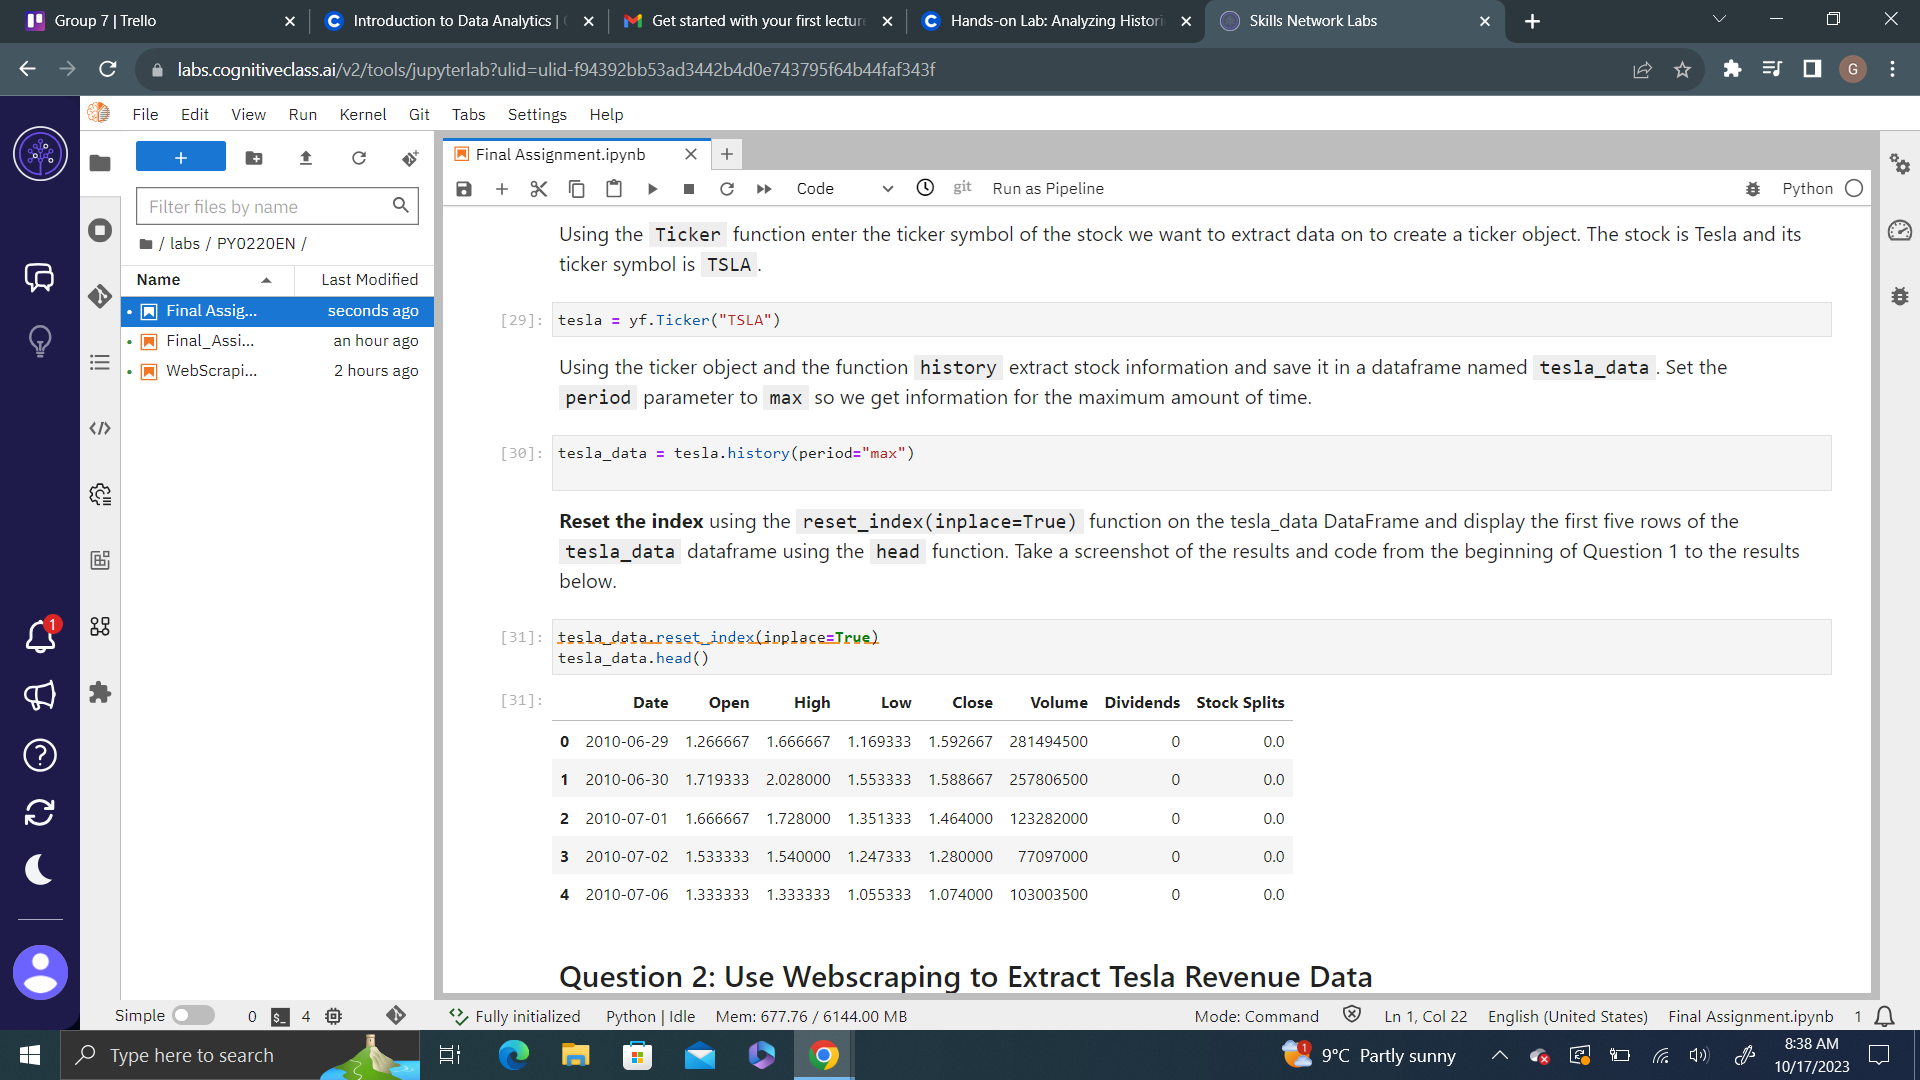 Group 7 | Trello
Introduction to Data Analytics |
Get started with your first lecture
Hands-on Lab: Analyzing Histori
Skills Network Labs
labs.cognitiveclass.ai/v2/tools/jupyterlab?ulid=ulid-f94392bb53ad3442b4d0e743795f64b44faf343f
G
File Edit View Run Kernel Git Tabs Settings Help
Final Assignment.ipynb
Code
git
Run as Pipeline
Python
Filter files by name
/ labs / PY0220EN /
Name Last Modified
Final Assig... seconds ago
Final_Assi... an hour ago
WebScrapi... 2 hours ago
1
Using the Ticker function enter the ticker symbol of the stock we want to extract data on to create a ticker object. The stock is Tesla and its
ticker symbol is TSLA .
[29]: tesla = yf.Ticker("TSLA")
Using the ticker object and the function history extract stock information and save it in a dataframe named tesla_data . Set the
period parameter to max so we get information for the maximum amount of time.
[30]: tesla_data = tesla.history(period="max")
Reset the index using the reset_index(inplace=True) function on the tesla_data DataFrame and display the first five rows of the
tesla_data dataframe using the head function. Take a screenshot of the results and code from the beginning of Question 1 to the results
below.
[31]: tesla_data.reset_index(inplace=True)
tesla_data.head()
[31]: Date Open High Low Close Volume Dividends Stock Splits
0 2010-06-29 1.266667 1.666667 1.169333 1.592667 281494500 0 0.0
1 2010-06-30 1.719333 2.028000 1.553333 1.588667 257806500 0 0.0
2 2010-07-01 1.666667 1.728000 1.351333 1.464000 123282000 0 0.0
3 2010-07-02 1.533333 1.540000 1.247333 1.280000 77097000 0 0.0
4 2010-07-06 1.333333 1.333333 1.055333 1.074000 103003500 0 0.0
Question 2: Use Webscraping to Extract Tesla Revenue Data
Simple 0 4 Fully initialized Python | Idle Mem: 677.76 / 6144.00 MB Mode: Command Ln 1, Col 22 English (United States) Final Assignment.ipynb 1
Type here to search
1
9°C Partly sunny
8:38 AM
10/17/2023